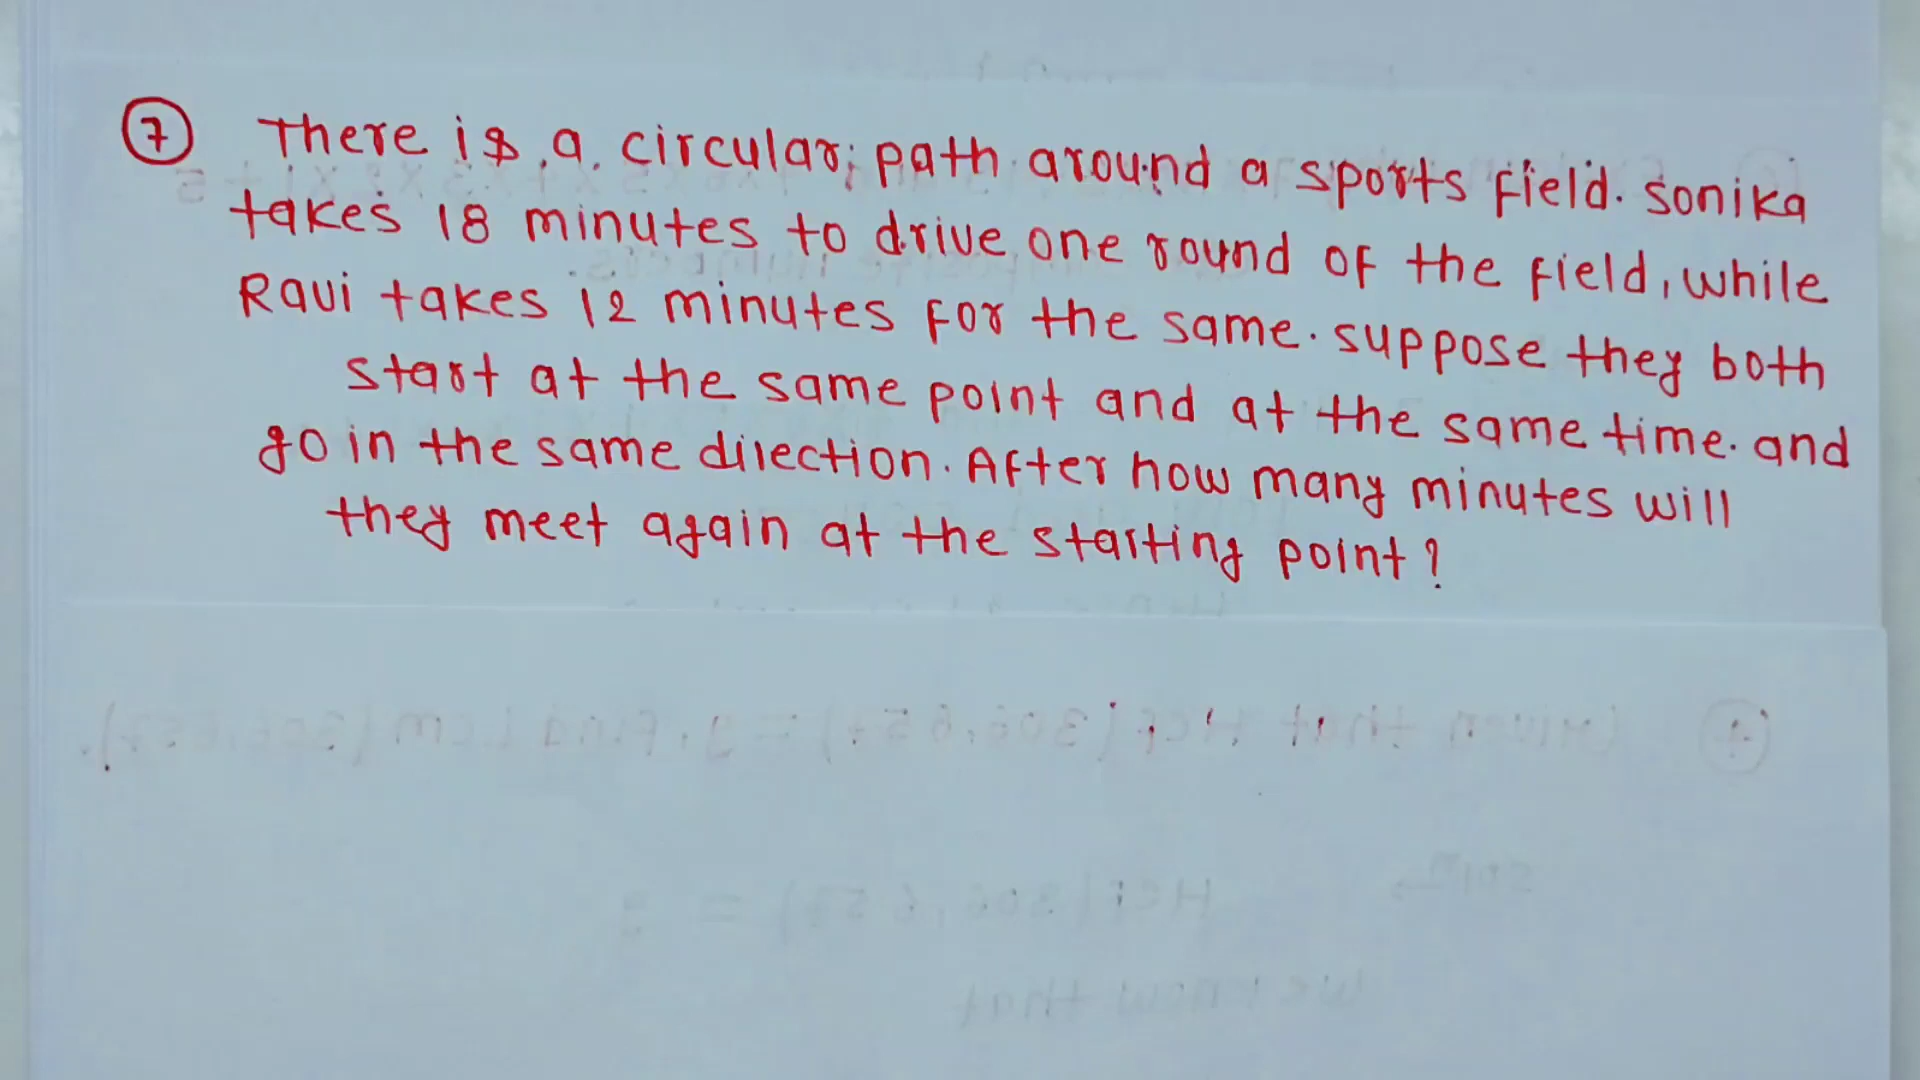 7 There is a circular path around a sports field. Sonika
takes 18 minutes to drive one round of the field, while
Ravi takes 12 minutes for the same. suppose they both
start at the same point and at the same time. and
go in the same direction. After how many minutes will
they meet again at the starting point?